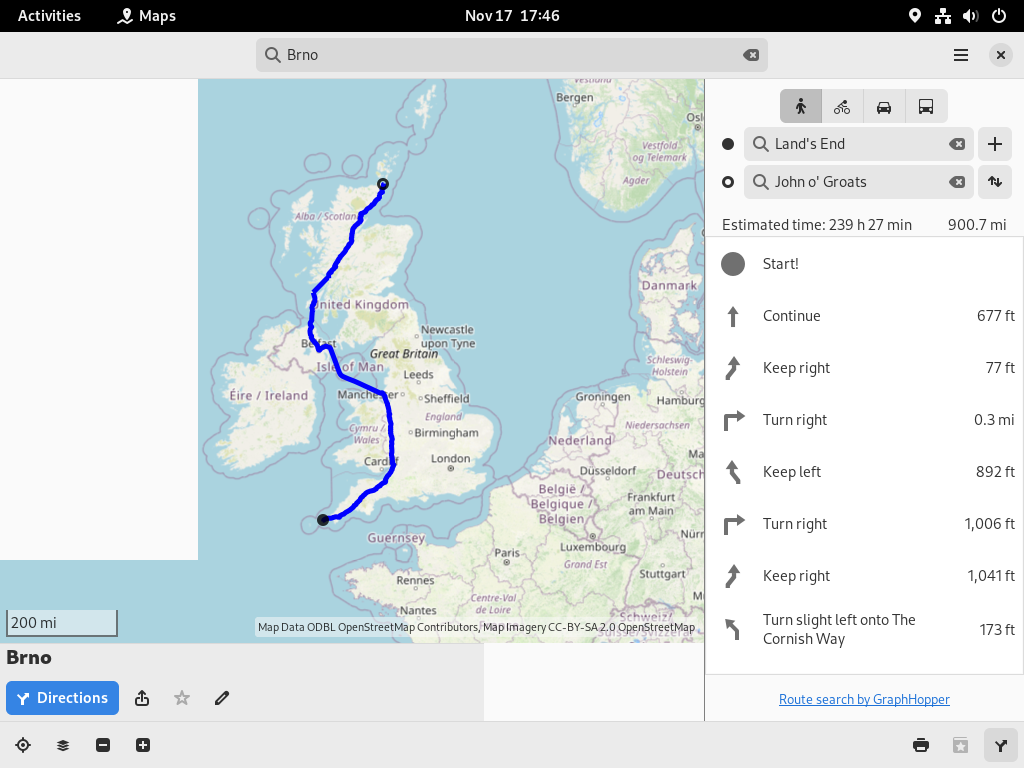 Activities
Maps
Nov 17 17:46
Brno
Bergen
Vestfold
og Telemark
Agder
Alba / Scotland
United Kingdom
Newcastle
upon Tyne
Belfast
Great Britain
Isle of Man
Leeds
Manchester
Sheffield
Éire / Ireland
England
Birmingham
Cymru /
Wales
Cardiff
London
Guernsey
Danmark
Schleswig-
Holstein
Groningen
Hamburg
Niedersachsen
Nederland
Düsseldorf
Deutsch
België /
Belgique /
Belgien
Frankfurt
am Main
Luxembourg
Paris
Grand Est
Stuttgart
Rennes
Centre-Val
de Loire
Nantes
Schweiz/
200 mi
Map Data ODBL OpenStreetMap Contributors, Map Imagery CC-BY-SA 2.0 OpenStreetMap
Land's End
John o' Groats
Estimated time: 239 h 27 min 900.7 mi
Start!
Continue 677 ft
Keep right 77 ft
Turn right 0.3 mi
Keep left 892 ft
Turn right 1,006 ft
Keep right 1,041 ft
Turn slight left onto The
Cornish Way 173 ft
Route search by GraphHopper
Brno
Directions